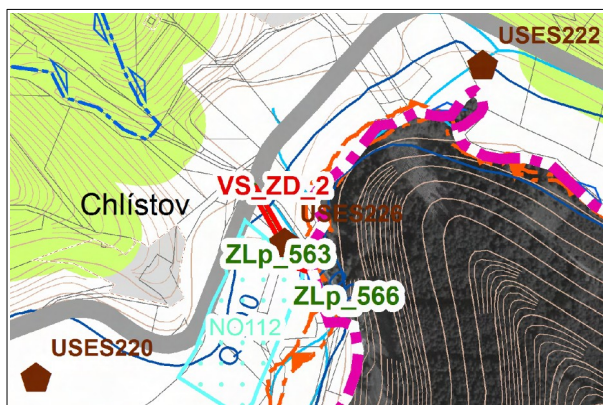 USES222
VS_ZD_2
Chlístov
USES226
ZLp_563
ZLp_566
NO112
USES220